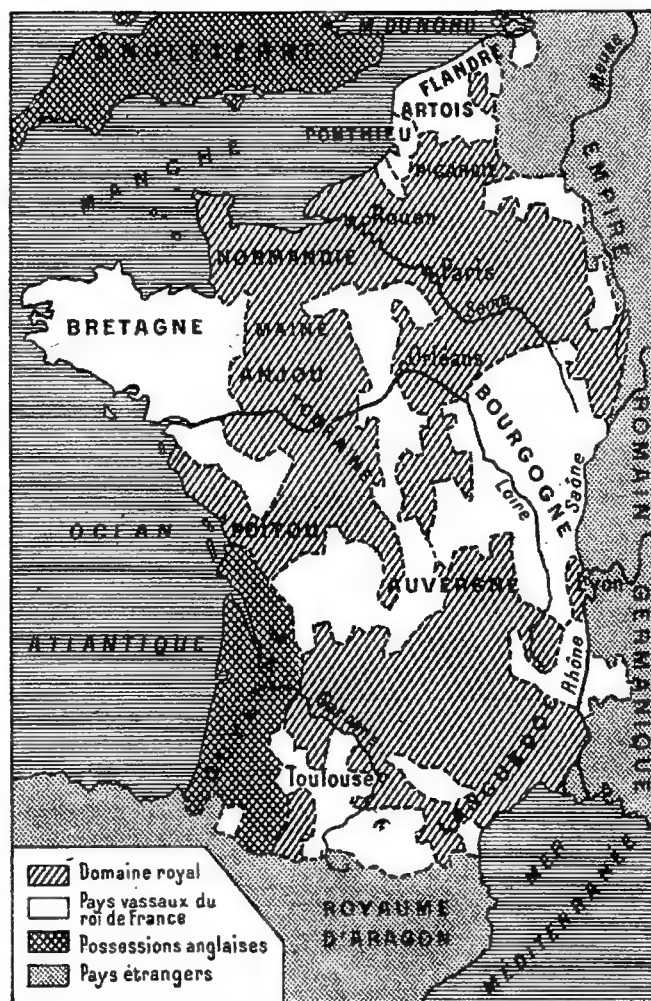 ANGLETERRE
M. DU NORD
FLANDRE
ARTOIS
PONTHIEU
PICARDIE
Meuse
MANCHE
EMPIRE
Rouen
NORMANDIE
Paris
Seine
BRETAGNE
MAINE
Orléans
ANJOU
TOURAINE
BOURGOGNE
ROMAIN
Loire
Saône
OCÉAN
POITOU
AUVERGNE
Lyon
GERMANIQUE
ATLANTIQUE
Rhône
Garonne
Toulouse
LANGUEDOC
MER
MÉDITERRANÉE
ROYAUME
D'ARAGON
Domaine royal
Pays vassaux du
roi de France
Possessions anglaises
Pays étrangers